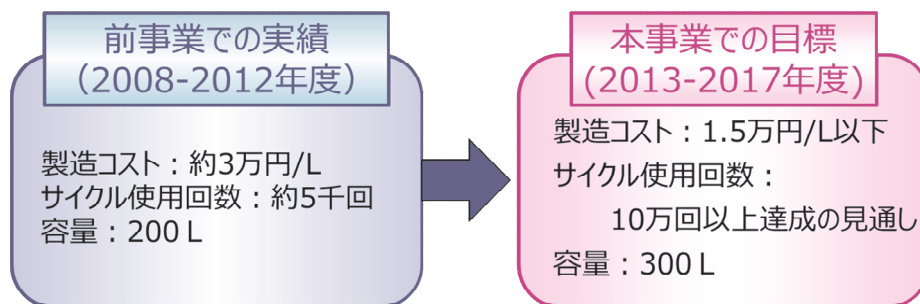 前事業での実績
(2008-2012年度)
製造コスト：約3万円/L
サイクル使用回数：約5千回
容量：200 L
本事業での目標
(2013-2017年度)
製造コスト：1.5万円/L以下
サイクル使用回数：
10万回以上達成の見通し
容量：300 L